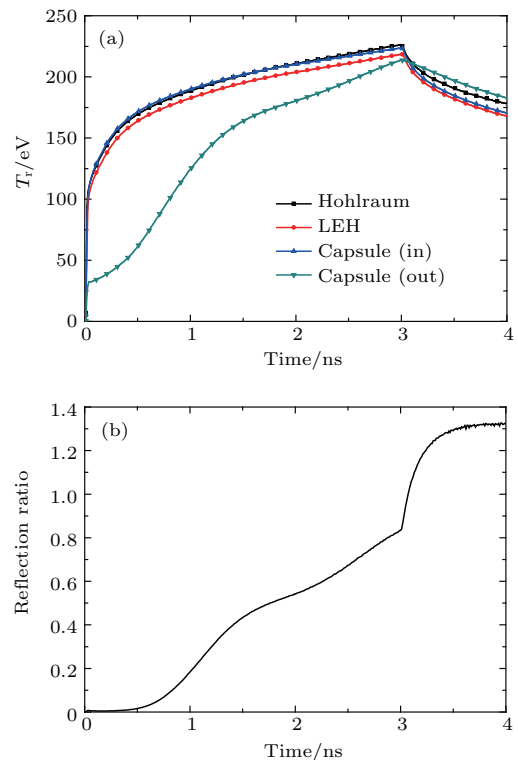 (a)
250
200
150
100
50
0
Tr/eV
Hohlraum
LEH
Capsule (in)
Capsule (out)
0 1 2 3 4
Time/ns
(b)
1.4
1.2
1.0
0.8
0.6
0.4
0.2
0
Reflection ratio
0 1 2 3 4
Time/ns